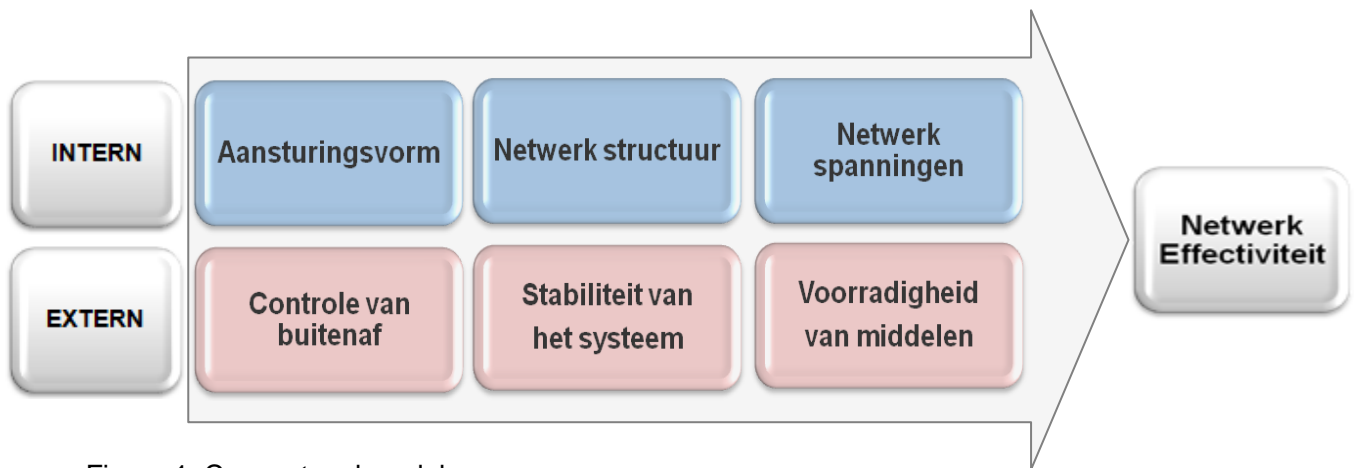 INTERN
Aansturingsvorm
Netwerk structuur
Netwerk
spanningen
EXTERN
Controle van
buitenaf
Stabiliteit van
het systeem
Voorradigheid
van middelen
Netwerk
Effectiviteit